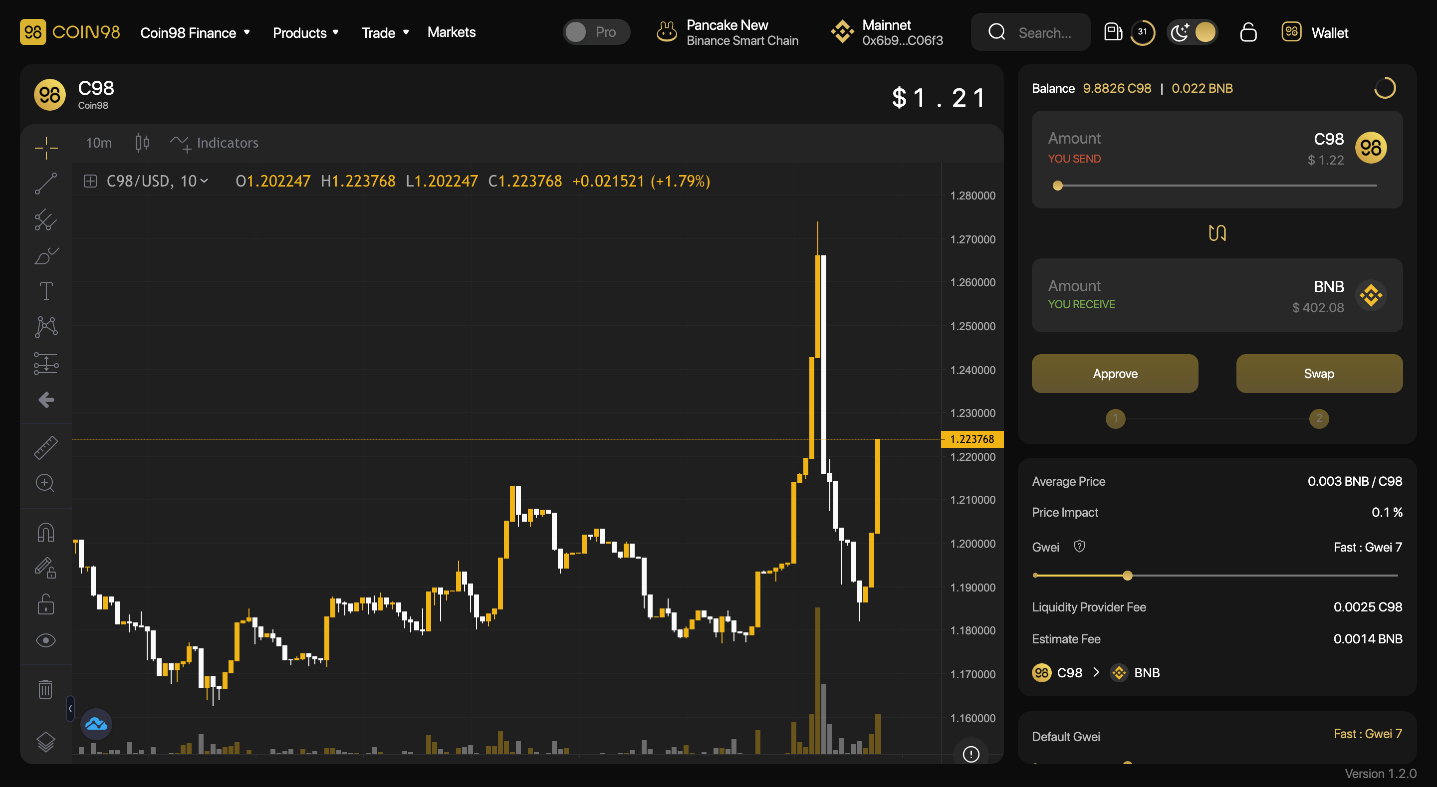 98 COIN98
Coin98 Finance
Products
Trade
Markets
Pro
Pancake New
Binance Smart Chain
Mainnet
0x6b9...C06f3
Search...
31
98 Wallet
98 C98
Coin98
$1.21
10m
Indicators
C98/USD, 10
O1.202247 H1.223768 L1.202247 C1.223768 +0.021521 (+1.79%)
1.280000
1.270000
1.260000
1.250000
1.240000
1.230000
1.223768
1.220000
1.210000
1.200000
1.190000
1.180000
1.170000
1.160000
Balance 9.8826 C98 | 0.022 BNB
Amount
YOU SEND
C98
$ 1.22
98
Amount
YOU RECEIVE
BNB
$ 402.08
Approve
Swap
1
2
Average Price 0.003 BNB / C98
Price Impact 0.1 %
Gwei ? Fast : Gwei 7
Liquidity Provider Fee 0.0025 C98
Estimate Fee 0.0014 BNB
98 C98 > BNB
Default Gwei Fast : Gwei 7
Version 1.2.0